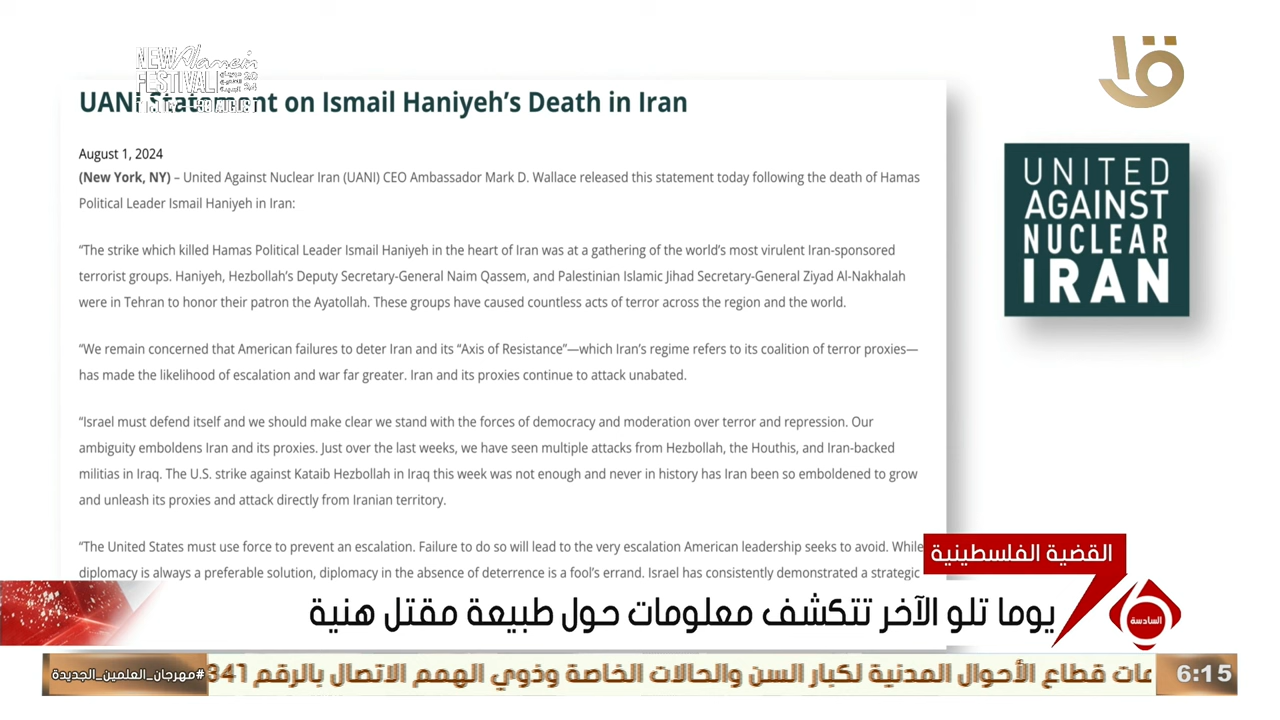 NEW Alamein
FESTIVAL
UANI Statement on Ismail Haniyeh’s Death in Iran
August 1, 2024
(New York, NY) – United Against Nuclear Iran (UANI) CEO Ambassador Mark D. Wallace released this statement today following the death of Hamas
Political Leader Ismail Haniyeh in Iran:
“The strike which killed Hamas Political Leader Ismail Haniyeh in the heart of Iran was at a gathering of the world’s most virulent Iran-sponsored
terrorist groups. Haniyeh, Hezbollah’s Deputy Secretary-General Naim Qassem, and Palestinian Islamic Jihad Secretary-General Ziyad Al-Nakhalah
were in Tehran to honor their patron the Ayatollah. These groups have caused countless acts of terror across the region and the world.
“We remain concerned that American failures to deter Iran and its “Axis of Resistance”—which Iran’s regime refers to its coalition of terror proxies—
has made the likelihood of escalation and war far greater. Iran and its proxies continue to attack unabated.
“Israel must defend itself and we should make clear we stand with the forces of democracy and moderation over terror and repression. Our
ambiguity emboldens Iran and its proxies. Just over the last weeks, we have seen multiple attacks from Hezbollah, the Houthis, and Iran-backed
militias in Iraq. The U.S. strike against Kataib Hezbollah in Iraq this week was not enough and never in history has Iran been so emboldened to grow
and unleash its proxies and attack directly from Iranian territory.
“The United States must use force to prevent an escalation. Failure to do so will lead to the very escalation American leadership seeks to avoid. While
diplomacy is always a preferable solution, diplomacy in the absence of deterrence is a fool’s errand. Israel has consistently demonstrated a strategic
UNITED
AGAINST
NUCLEAR
IRAN
القضية الفلسطينية
السادسة
يوما تلو الآخر تتكشف معلومات حول طبيعة مقتل هنية
6:15
قطاع الأحوال المدنية لكبار السن والحالات الخاصة وذوي الهمم الاتصال بالرقم
#مهرجان_العلمين_الجديدة